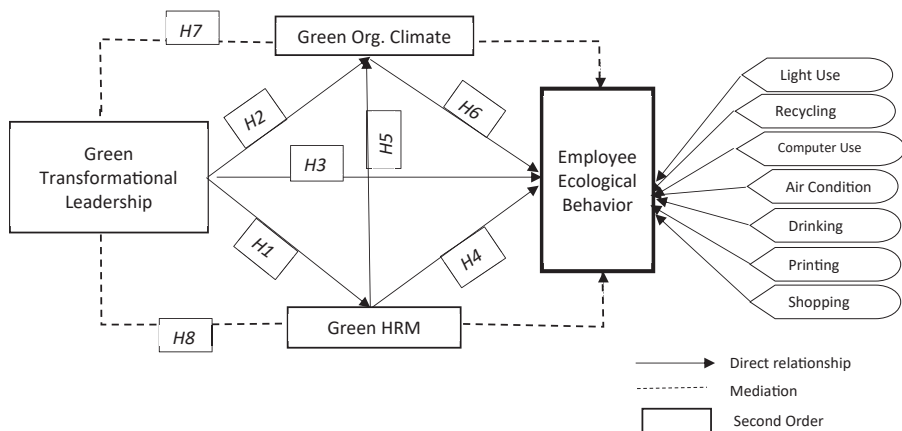 H7
Green Org. Climate
H2
H6
H5
H3
Green
Transformational
Leadership
Employee
Ecological
Behavior
H1
H4
H8
Green HRM
Light Use
Recycling
Computer Use
Air Condition
Drinking
Printing
Shopping
Direct relationship
Mediation
Second Order